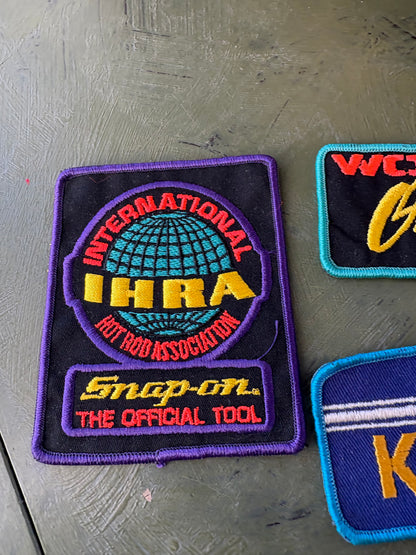 INTERNATIONAL
IHRA
HOT ROD ASSOCIATION
Snap-on®
THE OFFICIAL TOOL
K